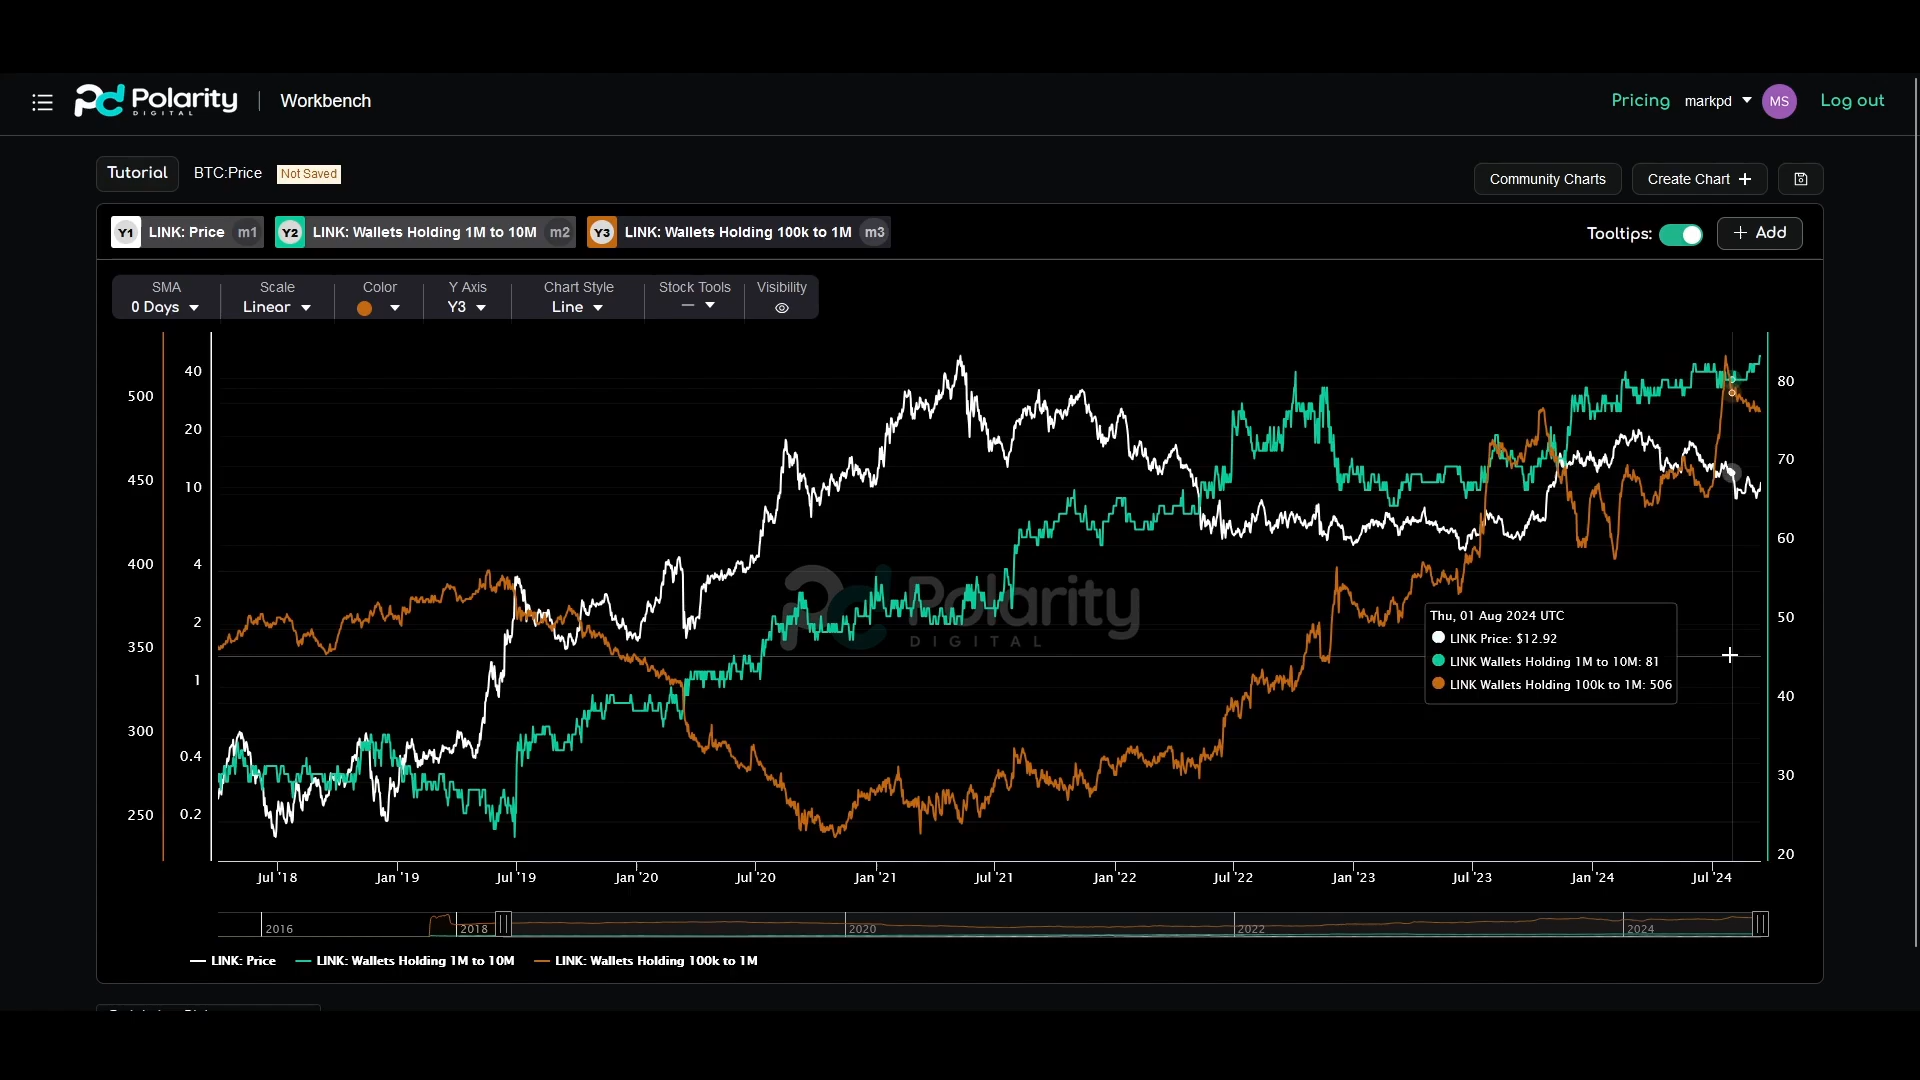 Polarity
DIGITAL
Workbench
Pricing
markpd
MS
Log out
Tutorial
BTC:Price
Not Saved
Community Charts
Create Chart +
Y1 LINK: Price m1
Y2 LINK: Wallets Holding 1M to 10M m2
Y3 LINK: Wallets Holding 100k to 1M m3
Tooltips:
+ Add
SMA
0 Days
Scale
Linear
Color
Y Axis
Y3
Chart Style
Line
Stock Tools
—
Visibility
500
450
400
350
300
250
40
20
10
4
2
1
0.4
0.2
80
70
60
50
40
30
20
Polarity
DIGITAL
Thu, 01 Aug 2024 UTC
LINK Price: $12.92
LINK Wallets Holding 1M to 10M: 81
LINK Wallets Holding 100k to 1M: 506
Jul '18
Jan '19
Jul '19
Jan '20
Jul '20
Jan '21
Jul '21
Jan '22
Jul '22
Jan '23
Jul '23
Jan '24
Jul '24
2016
2018
2020
2022
2024
LINK: Price
LINK: Wallets Holding 1M to 10M
LINK: Wallets Holding 100k to 1M